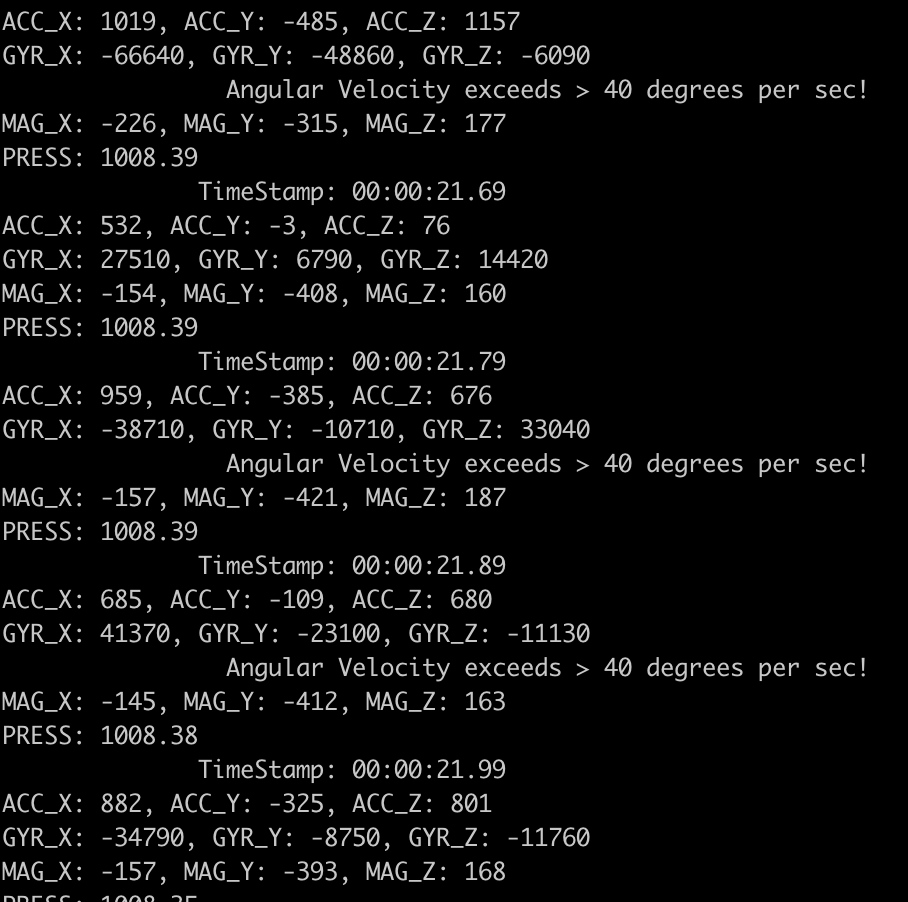 ACC_X: 1019, ACC_Y: -485, ACC_Z: 1157
GYR_X: -66640, GYR_Y: -48860, GYR_Z: -6090
Angular Velocity exceeds > 40 degrees per sec!
MAG_X: -226, MAG_Y: -315, MAG_Z: 177
PRESS: 1008.39
TimeStamp: 00:00:21.69
ACC_X: 532, ACC_Y: -3, ACC_Z: 76
GYR_X: 27510, GYR_Y: 6790, GYR_Z: 14420
MAG_X: -154, MAG_Y: -408, MAG_Z: 160
PRESS: 1008.39
TimeStamp: 00:00:21.79
ACC_X: 959, ACC_Y: -385, ACC_Z: 676
GYR_X: -38710, GYR_Y: -10710, GYR_Z: 33040
Angular Velocity exceeds > 40 degrees per sec!
MAG_X: -157, MAG_Y: -421, MAG_Z: 187
PRESS: 1008.39
TimeStamp: 00:00:21.89
ACC_X: 685, ACC_Y: -109, ACC_Z: 680
GYR_X: 41370, GYR_Y: -23100, GYR_Z: -11130
Angular Velocity exceeds > 40 degrees per sec!
MAG_X: -145, MAG_Y: -412, MAG_Z: 163
PRESS: 1008.38
TimeStamp: 00:00:21.99
ACC_X: 882, ACC_Y: -325, ACC_Z: 801
GYR_X: -34790, GYR_Y: -8750, GYR_Z: -11760
MAG_X: -157, MAG_Y: -393, MAG_Z: 168